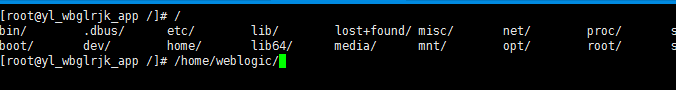 [root@yl_wbglrjk_app /]# /
bin/ .dbus/ etc/ lib/ lost+found/ misc/ net/ proc/ s
boot/ dev/ home/ lib64/ media/ mnt/ opt/ root/ s
[root@yl_wbglrjk_app /]# /home/weblogic/